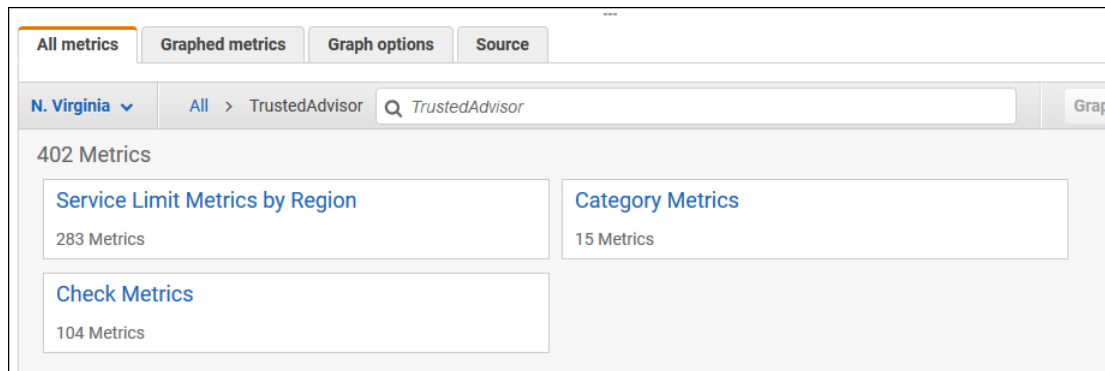 All metrics Graphed metrics Graph options Source
N. Virginia All > TrustedAdvisor TrustedAdvisor
402 Metrics
Service Limit Metrics by Region Category Metrics
283 Metrics 15 Metrics
Check Metrics
104 Metrics